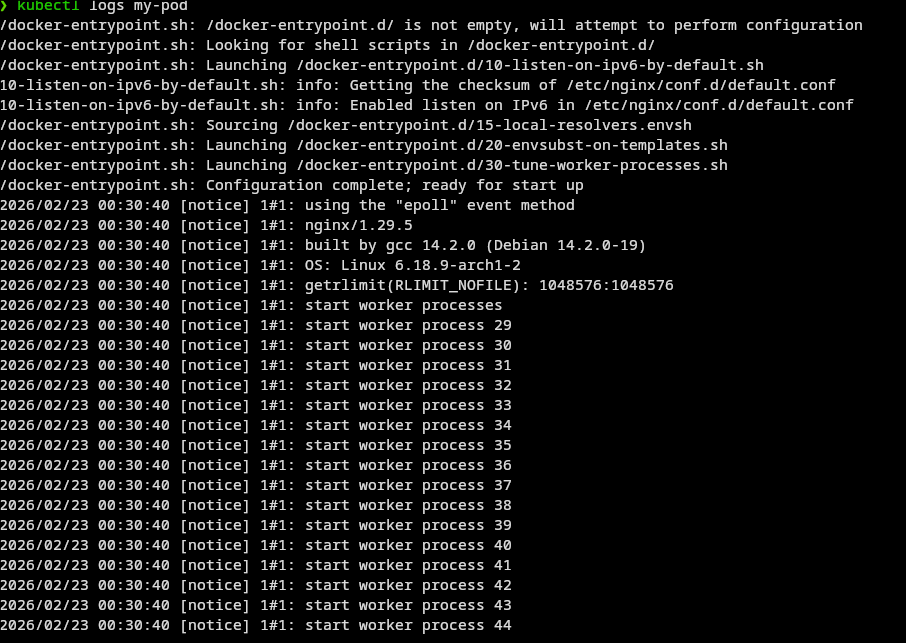 ❯ kubectl logs my-pod
/docker-entrypoint.sh: /docker-entrypoint.d/ is not empty, will attempt to perform configuration
/docker-entrypoint.sh: Looking for shell scripts in /docker-entrypoint.d/
/docker-entrypoint.sh: Launching /docker-entrypoint.d/10-listen-on-ipv6-by-default.sh
10-listen-on-ipv6-by-default.sh: info: Getting the checksum of /etc/nginx/conf.d/default.conf
10-listen-on-ipv6-by-default.sh: info: Enabled listen on IPv6 in /etc/nginx/conf.d/default.conf
/docker-entrypoint.sh: Sourcing /docker-entrypoint.d/15-local-resolvers.envsh
/docker-entrypoint.sh: Launching /docker-entrypoint.d/20-envsubst-on-templates.sh
/docker-entrypoint.sh: Launching /docker-entrypoint.d/30-tune-worker-processes.sh
/docker-entrypoint.sh: Configuration complete; ready for start up
2026/02/23 00:30:40 [notice] 1#1: using the "epoll" event method
2026/02/23 00:30:40 [notice] 1#1: nginx/1.29.5
2026/02/23 00:30:40 [notice] 1#1: built by gcc 14.2.0 (Debian 14.2.0-19)
2026/02/23 00:30:40 [notice] 1#1: OS: Linux 6.18.9-arch1-2
2026/02/23 00:30:40 [notice] 1#1: getrlimit(RLIMIT_NOFILE): 1048576:1048576
2026/02/23 00:30:40 [notice] 1#1: start worker processes
2026/02/23 00:30:40 [notice] 1#1: start worker process 29
2026/02/23 00:30:40 [notice] 1#1: start worker process 30
2026/02/23 00:30:40 [notice] 1#1: start worker process 31
2026/02/23 00:30:40 [notice] 1#1: start worker process 32
2026/02/23 00:30:40 [notice] 1#1: start worker process 33
2026/02/23 00:30:40 [notice] 1#1: start worker process 34
2026/02/23 00:30:40 [notice] 1#1: start worker process 35
2026/02/23 00:30:40 [notice] 1#1: start worker process 36
2026/02/23 00:30:40 [notice] 1#1: start worker process 37
2026/02/23 00:30:40 [notice] 1#1: start worker process 38
2026/02/23 00:30:40 [notice] 1#1: start worker process 39
2026/02/23 00:30:40 [notice] 1#1: start worker process 40
2026/02/23 00:30:40 [notice] 1#1: start worker process 41
2026/02/23 00:30:40 [notice] 1#1: start worker process 42
2026/02/23 00:30:40 [notice] 1#1: start worker process 43
2026/02/23 00:30:40 [notice] 1#1: start worker process 44